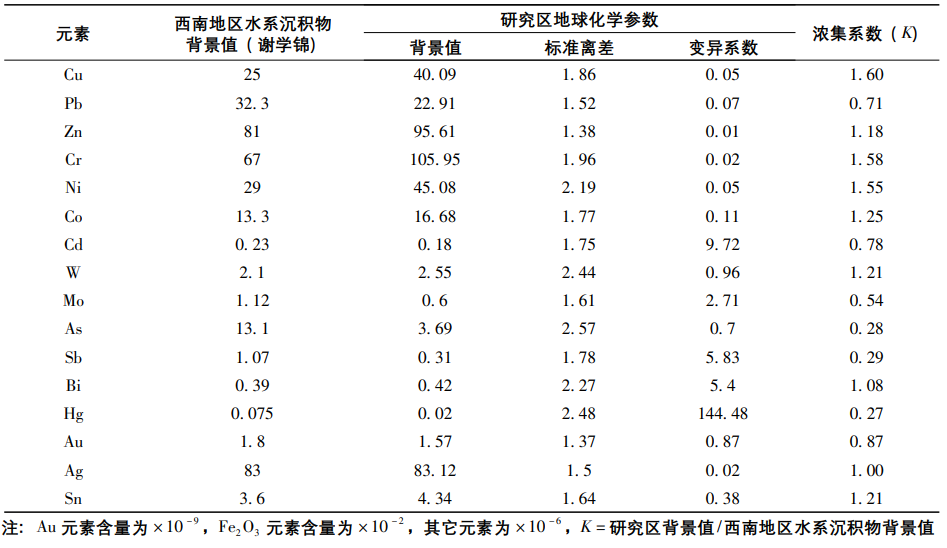 元素 西南地区水系沉积物背景值 (谢学锦) 研究区地球化学参数 浓集系数 (K)
背景值 标准离差 变异系数
Cu 25 40.09 1.86 0.05 1.60
Pb 32.3 22.91 1.52 0.07 0.71
Zn 81 95.61 1.38 0.01 1.18
Cr 67 105.95 1.96 0.02 1.58
Ni 29 45.08 2.19 0.05 1.55
Co 13.3 16.68 1.77 0.11 1.25
Cd 0.23 0.18 1.75 9.72 0.78
W 2.1 2.55 2.44 0.96 1.21
Mo 1.12 0.6 1.61 2.71 0.54
As 13.1 3.69 2.57 0.7 0.28
Sb 1.07 0.31 1.78 5.83 0.29
Bi 0.39 0.42 2.27 5.4 1.08
Hg 0.075 0.02 2.48 144.48 0.27
Au 1.8 1.57 1.37 0.87 0.87
Ag 83 83.12 1.5 0.02 1.00
Sn 3.6 4.34 1.64 0.38 1.21
注: Au 元素含量为×10⁻⁹, Fe₂O₃ 元素含量为×10⁻², 其它元素为×10⁻⁶, K=研究区背景值/西南地区水系沉积物背景值